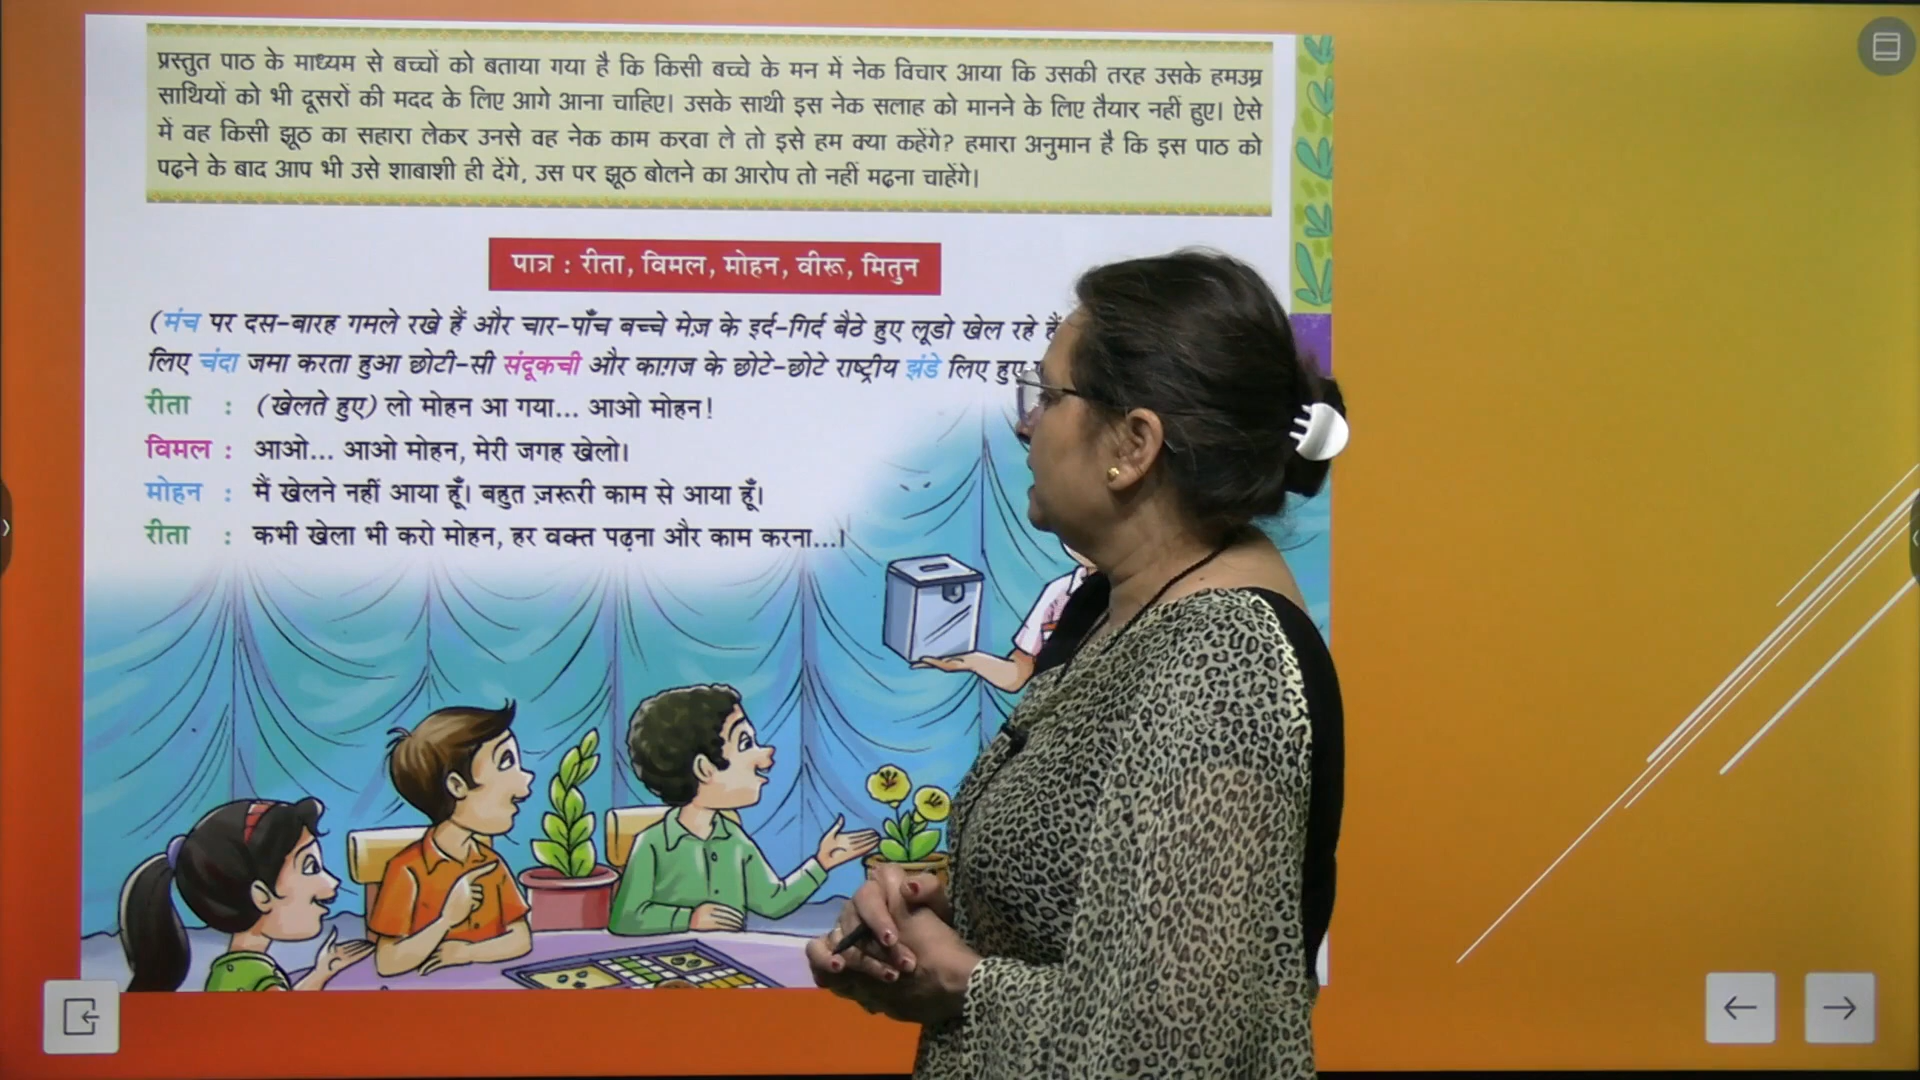 प्रस्तुत पाठ के माध्यम से बच्चों को बताया गया है कि किसी बच्चे के मन में नेक विचार आया कि उसकी तरह उसके हमउम्र
साथियों को भी दूसरों की मदद के लिए आगे आना चाहिए। उसके साथी इस नेक सलाह को मानने के लिए तैयार नहीं हुए। ऐसे
में वह किसी झूठ का सहारा लेकर उनसे वह नेक काम करवा ले तो इसे हम क्या कहेंगे? हमारा अनुमान है कि इस पाठ को
पढ़ने के बाद आप भी उसे शाबाशी ही देंगे, उस पर झूठ बोलने का आरोप तो नहीं मढ़ना चाहेंगे।
पात्र : रीता, विमल, मोहन, वीरू, मितुन
(मंच पर दस-बारह गमले रखे हैं और चार-पाँच बच्चे मेज़ के इर्द-गिर्द बैठे हुए लूडो खेल रहे हैं
लिए चंदा जमा करता हुआ छोटी-सी संदूकची और काग़ज के छोटे-छोटे राष्ट्रीय झंडे लिए हुए
रीता : (खेलते हुए) लो मोहन आ गया... आओ मोहन!
विमल : आओ... आओ मोहन, मेरी जगह खेलो।
मोहन : मैं खेलने नहीं आया हूँ। बहुत ज़रूरी काम से आया हूँ।
रीता : कभी खेला भी करो मोहन, हर वक्त पढ़ना और काम करना...।